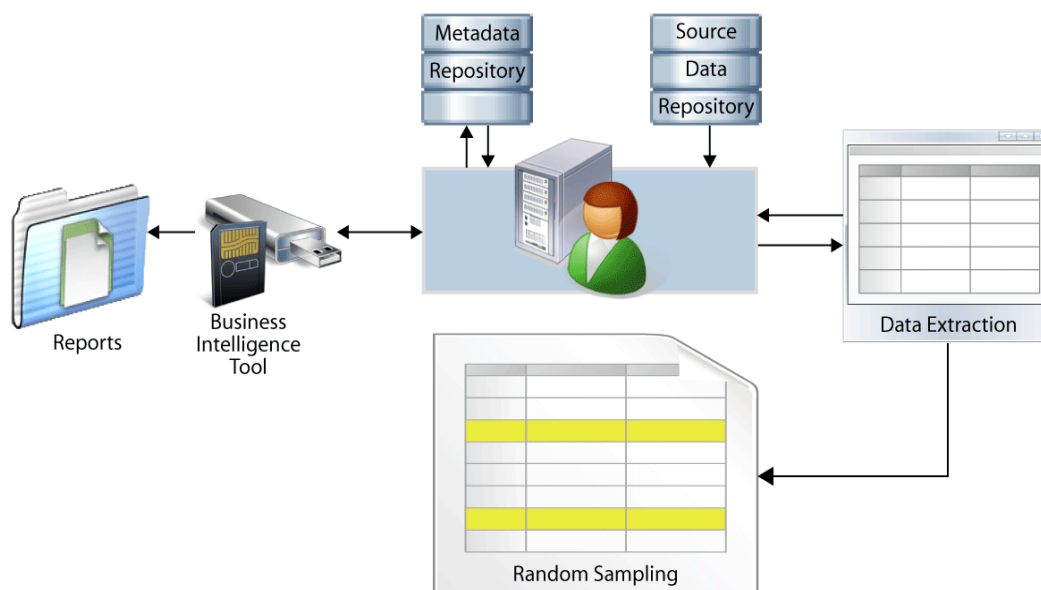 Metadata
Repository
Source
Data
Repository
Reports
Business
Intelligence
Tool
Data Extraction
Random Sampling